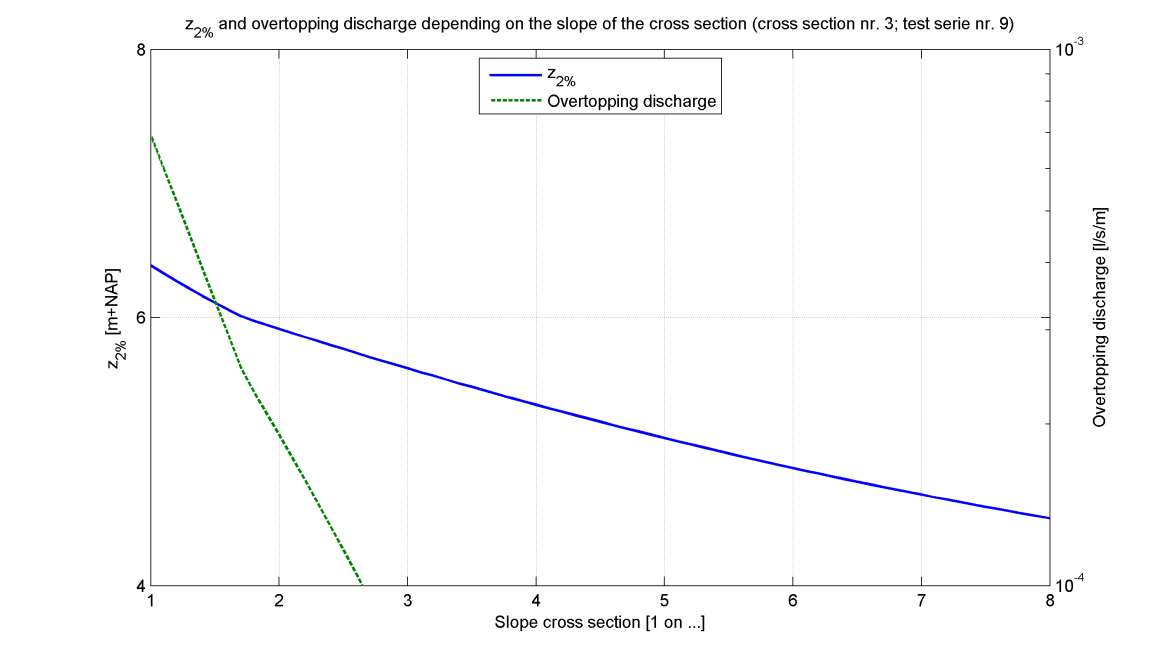 z2% and overtopping discharge depending on the slope of the cross section (cross section nr. 3; test serie nr. 9)
z2%
Overtopping discharge
8
6
4
z2% [m+NAP]
10-3
10-4
Overtopping discharge [l/s/m]
1 2 3 4 5 6 7 8
Slope cross section [1 on ...]